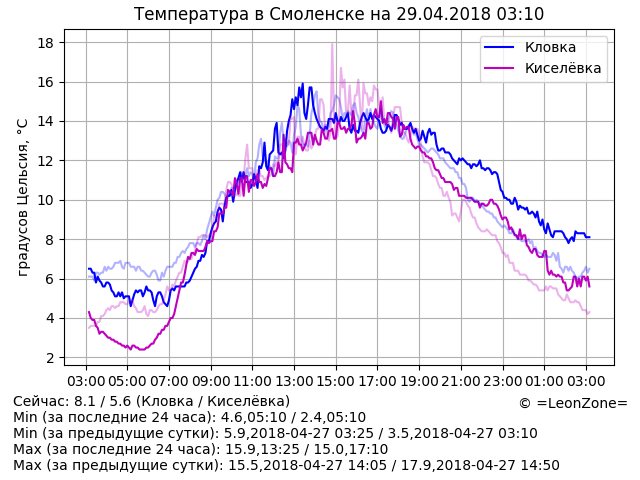 Температура в Смоленске на 29.04.2018 03:10
градусов Цельсия, °C
18
16
14
12
10
8
6
4
2
Кловка
Киселёвка
03:00 05:00 07:00 09:00 11:00 13:00 15:00 17:00 19:00 21:00 23:00 01:00 03:00
Сейчас: 8.1 / 5.6 (Кловка / Киселёвка)
© =LeonZone=
Min (за последние 24 часа): 4.6,05:10 / 2.4,05:10
Min (за предыдущие сутки): 5.9,2018-04-27 03:25 / 3.5,2018-04-27 03:10
Max (за последние 24 часа): 15.9,13:25 / 15.0,17:10
Max (за предыдущие сутки): 15.5,2018-04-27 14:05 / 17.9,2018-04-27 14:50